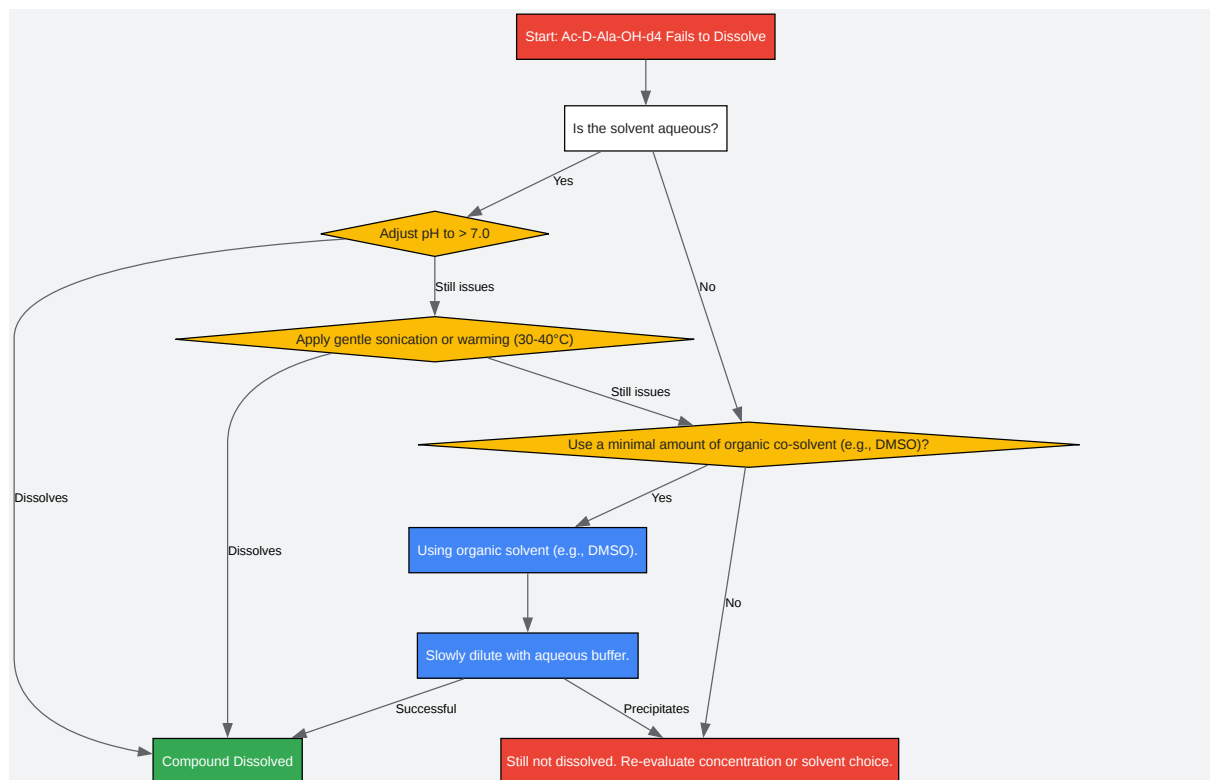 Start: Ac-D-Ala-OH-d4 Fails to Dissolve
Is the solvent aqueous?
Yes
Adjust pH to > 7.0
Still issues
No
Apply gentle sonication or warming (30-40°C)
Still issues
Use a minimal amount of organic co-solvent (e.g., DMSO)?
Dissolves
Yes
Using organic solvent (e.g., DMSO).
Dissolves
No
Slowly dilute with aqueous buffer.
Successful
Precipitates
Compound Dissolved
Still not dissolved. Re-evaluate concentration or solvent choice.